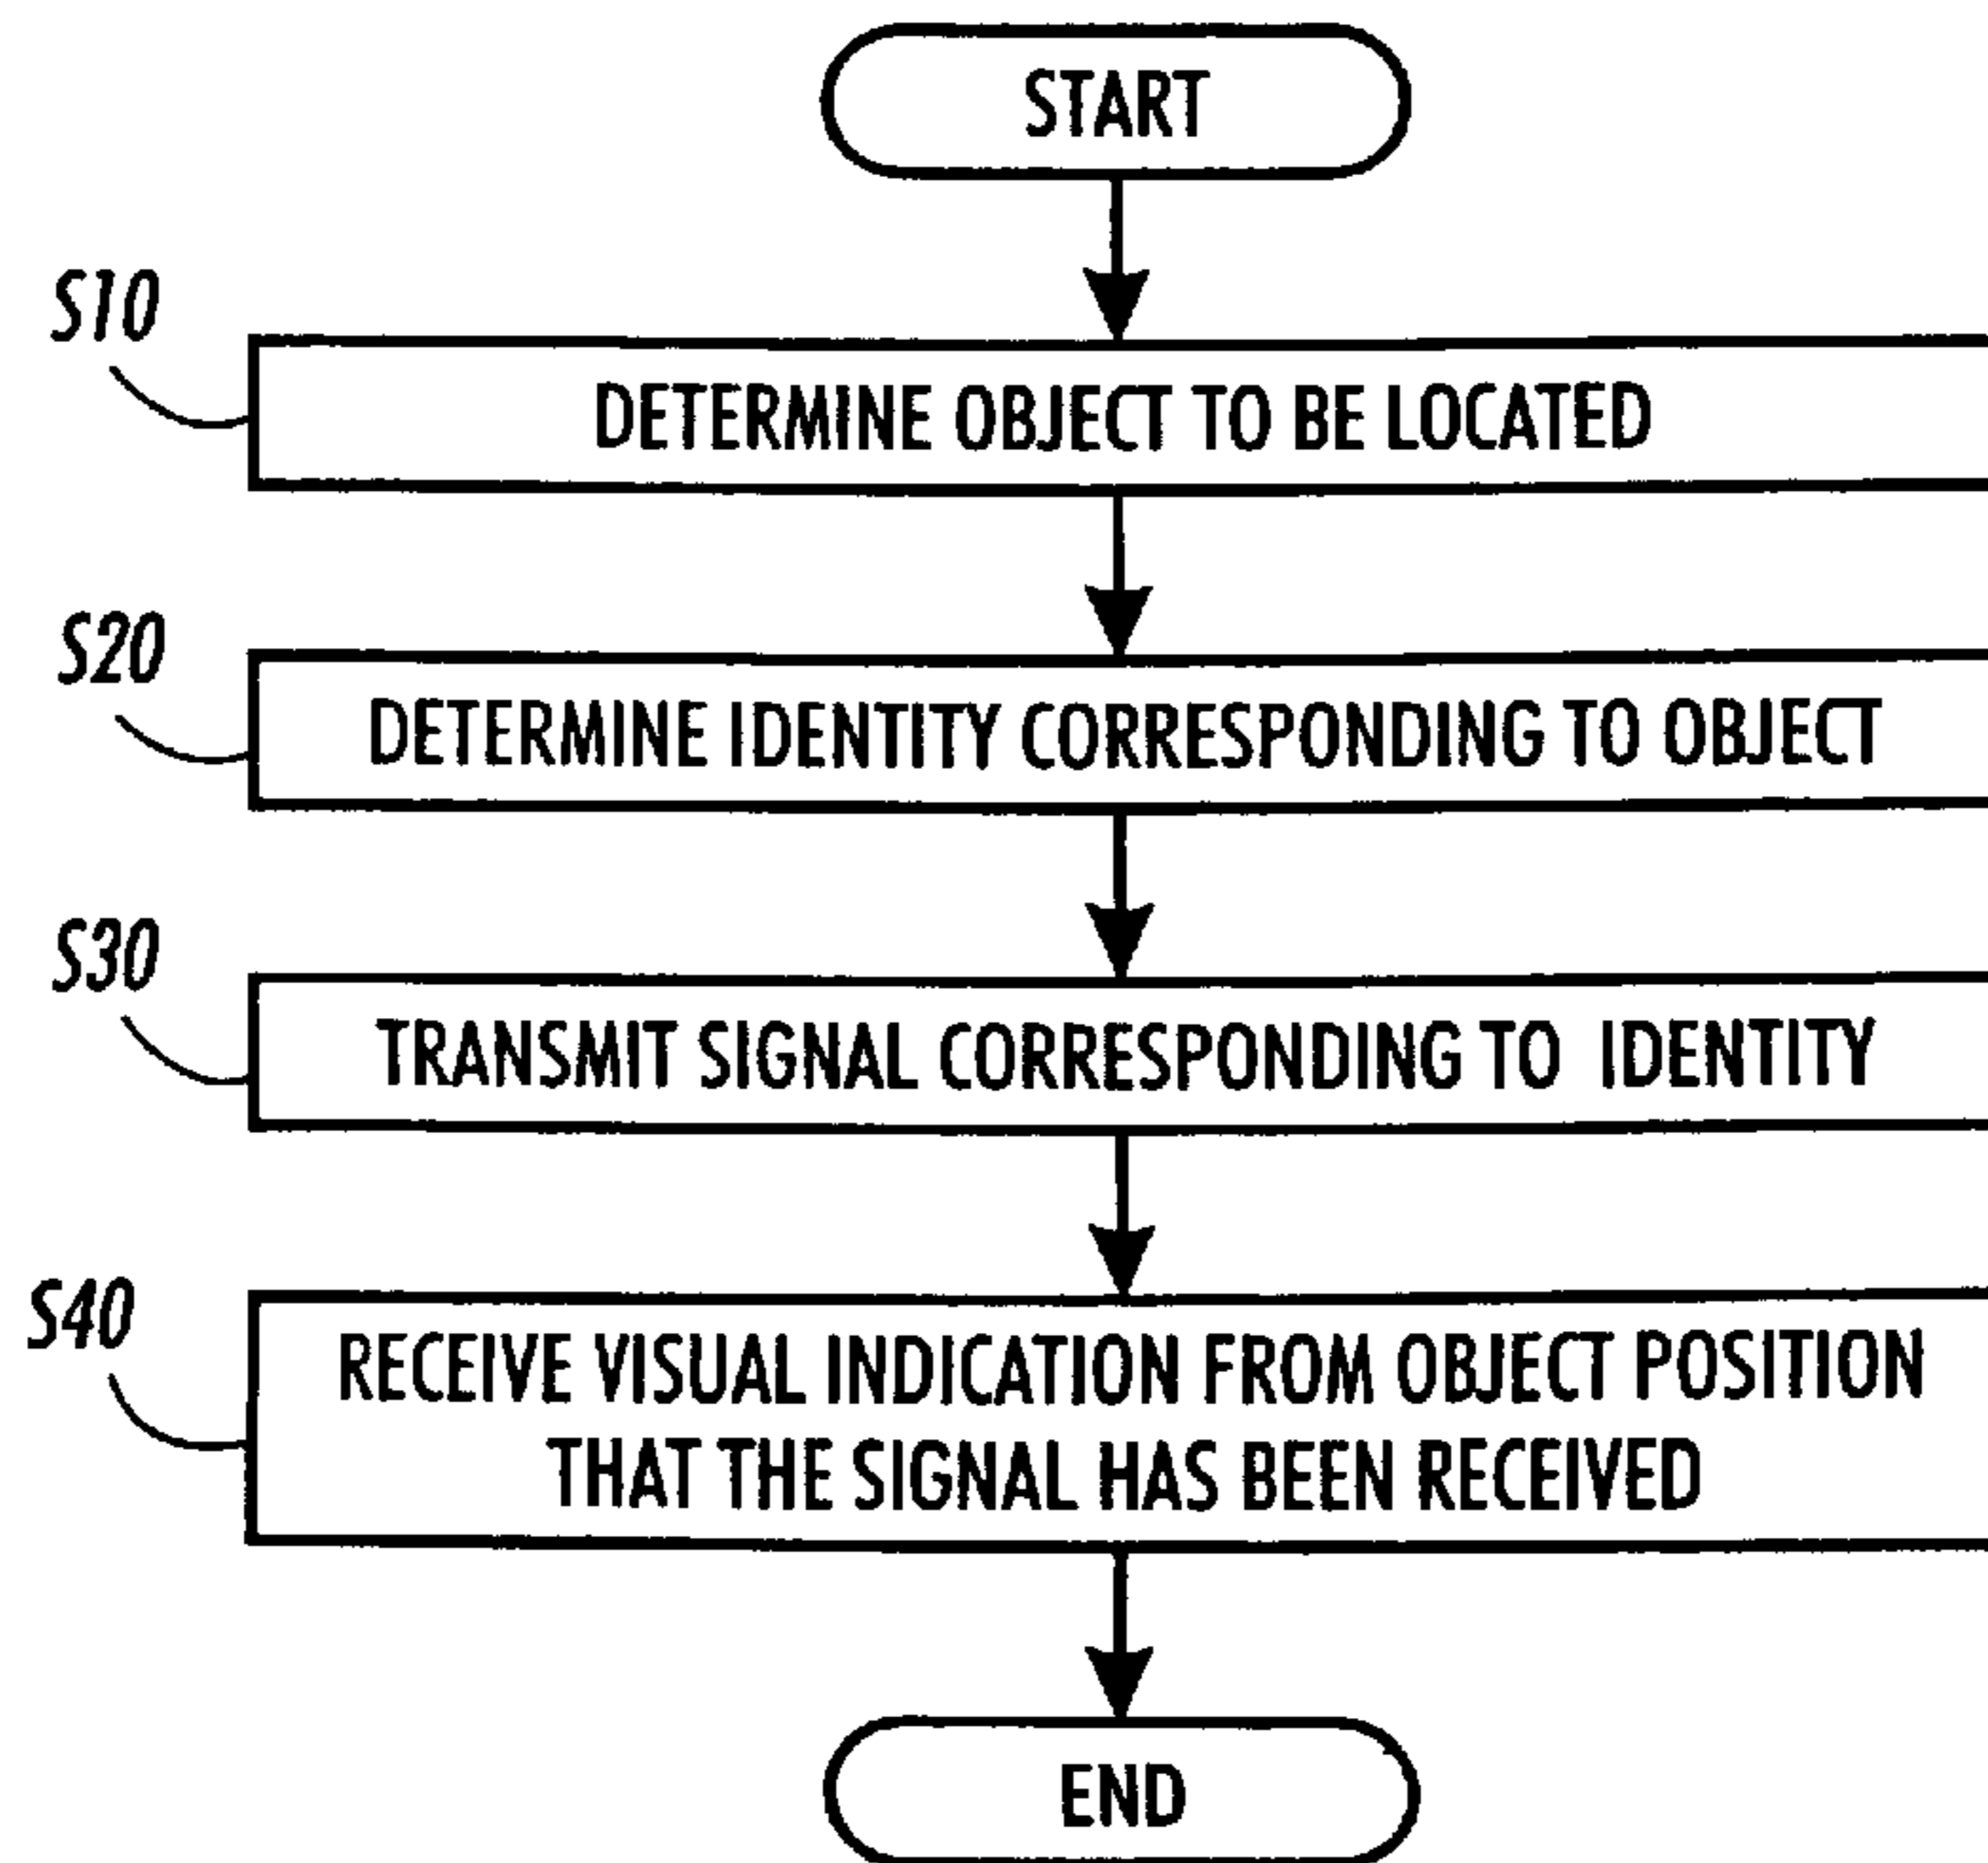 START
S10
DETERMINE OBJECT TO BE LOCATED
S20
DETERMINE IDENTITY CORRESPONDING TO OBJECT
S30
TRANSMIT SIGNAL CORRESPONDING TO IDENTITY
S40
RECEIVE VISUAL INDICATION FROM OBJECT POSITION
THAT THE SIGNAL HAS BEEN RECEIVED
END